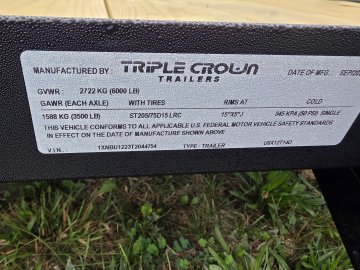 MANUFACTURED BY: TRIPLE CROWN
TRAILERS
DATE OF MFG.: SEP/20
GVWR 2722 KG (6000 LB)
GAWR (EACH AXLE) WITH TIRES RIMS AT COLD
1588 KG (3500 LB) ST205/75D15 LRC 15"X5"J 345 KPA (50 PSI) SINGLE
THIS VEHICLE CONFORMS TO ALL APPLICABLE U.S. FEDERAL MOTOR VEHICLE SAFETY STANDARDS
IN EFFECT ON THE DATE OF MANUFACTURE SHOWN ABOVE
V.I.N.: 1XNBU1223T2044754 TYPE: TRAILER